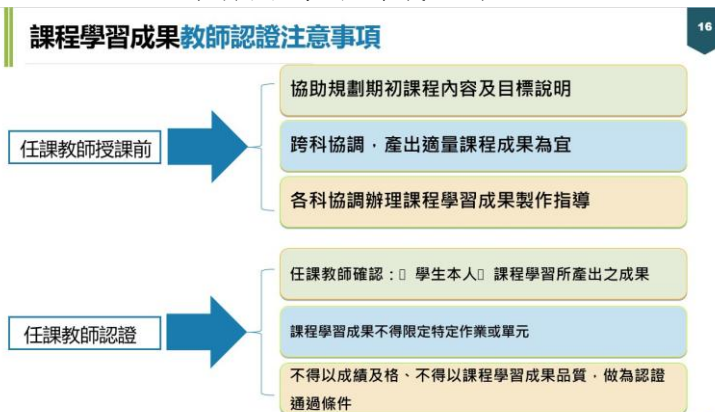 16
課程學習成果教師認證注意事項
任課教師授課前
協助規劃期初課程內容及目標說明
跨科協調，產出適量課程成果為宜
各科協調辦理課程學習成果製作指導
任課教師認證
任課教師確認：▯ 學生本人▯ 課程學習所產出之成果
課程學習成果不得限定特定作業或單元
不得以成績及格、不得以課程學習成果品質，做為認證
通過條件